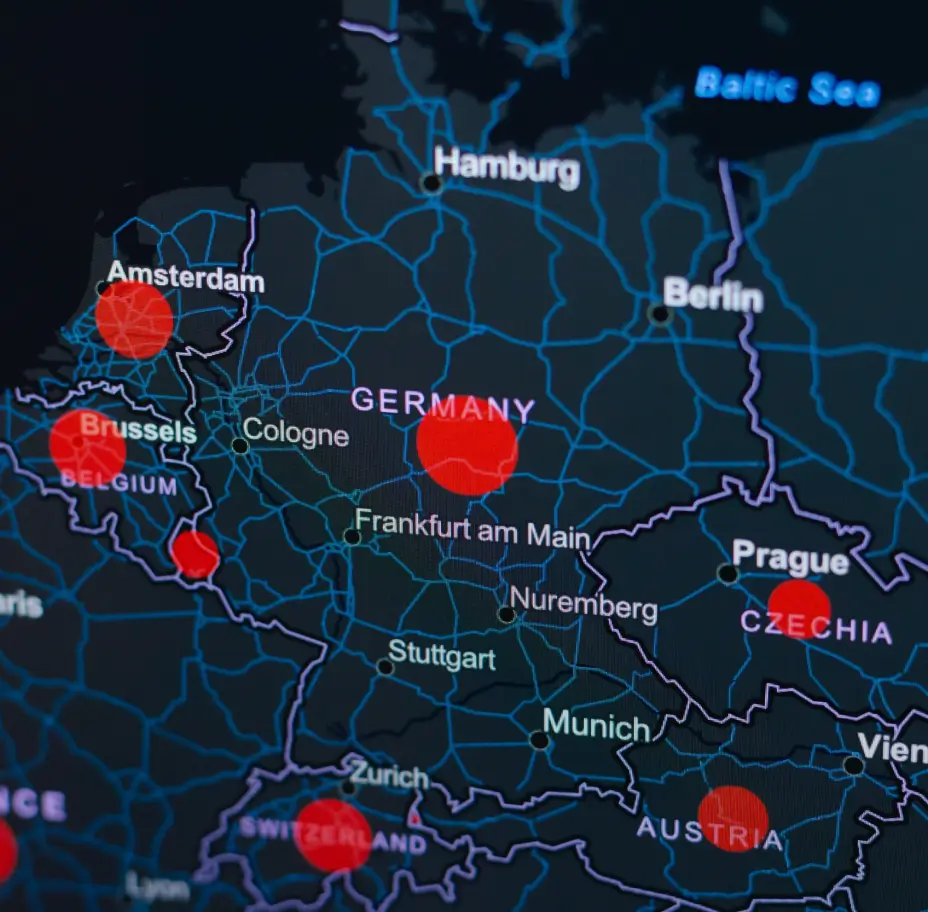 Baltic Sea
Hamburg
Amsterdam
Berlin
GERMANY
Brussels
Cologne
BELGIUM
Frankfurt am Main
Prague
aris
Nuremberg
CZECHIA
Stuttgart
Munich
Vien
Zurich
NCE
SWITZERLAND
AUSTRIA
Lyon